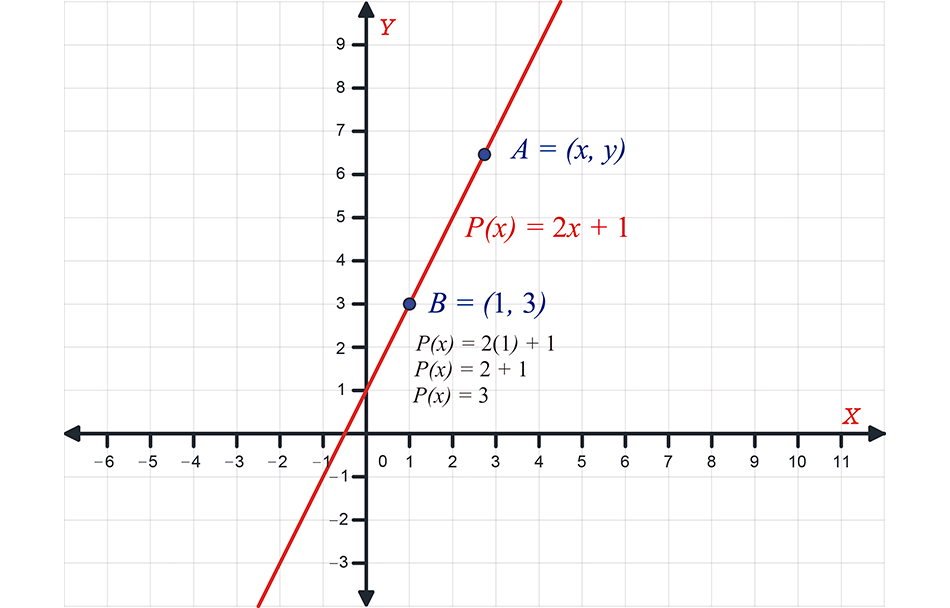 Y
9
8
7
6
5
4
3
2
1
A = (x, y)
P(x) = 2x + 1
B = (1, 3)
P(x) = 2(1) + 1
P(x) = 2 + 1
P(x) = 3
X
−6 −5 −4 −3 −2 −1 0 1 2 3 4 5 6 7 8 9 10 11
−1
−2
−3